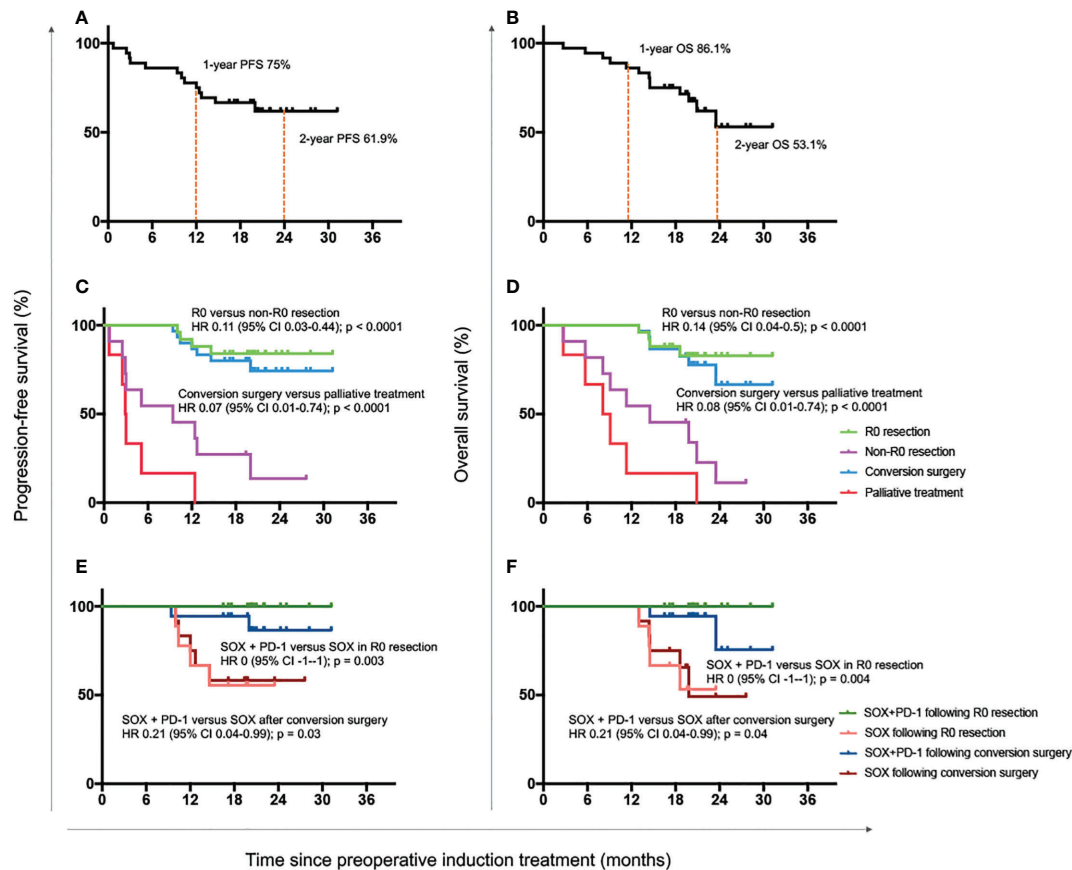 A
B
100
50
0
0 6 12 18 24 30 36
1-year PFS 75%
2-year PFS 61.9%
100
50
0
0 6 12 18 24 30 36
1-year OS 86.1%
2-year OS 53.1%
Progression-free survival (%)
Overall survival (%)
C
D
100
50
0
0 6 12 18 24 30 36
R0 versus non-R0 resection
HR 0.11 (95% CI 0.03-0.44); p < 0.0001
Conversion surgery versus palliative treatment
HR 0.07 (95% CI 0.01-0.74); p < 0.0001
100
50
0
0 6 12 18 24 30 36
R0 versus non-R0 resection
HR 0.14 (95% CI 0.04-0.5); p < 0.0001
Conversion surgery versus palliative treatment
HR 0.08 (95% CI 0.01-0.74); p < 0.0001
R0 resection
Non-R0 resection
Conversion surgery
Palliative treatment
E
F
100
50
0
0 6 12 18 24 30 36
SOX + PD-1 versus SOX in R0 resection
HR 0 (95% CI -1--1); p = 0.003
SOX + PD-1 versus SOX after conversion surgery
HR 0.21 (95% CI 0.04-0.99); p = 0.03
100
50
0
0 6 12 18 24 30 36
SOX + PD-1 versus SOX in R0 resection
HR 0 (95% CI -1--1); p = 0.004
SOX + PD-1 versus SOX after conversion surgery
HR 0.21 (95% CI 0.04-0.99); p = 0.04
SOX+PD-1 following R0 resection
SOX following R0 resection
SOX+PD-1 following conversion surgery
SOX following conversion surgery
Time since preoperative induction treatment (months)